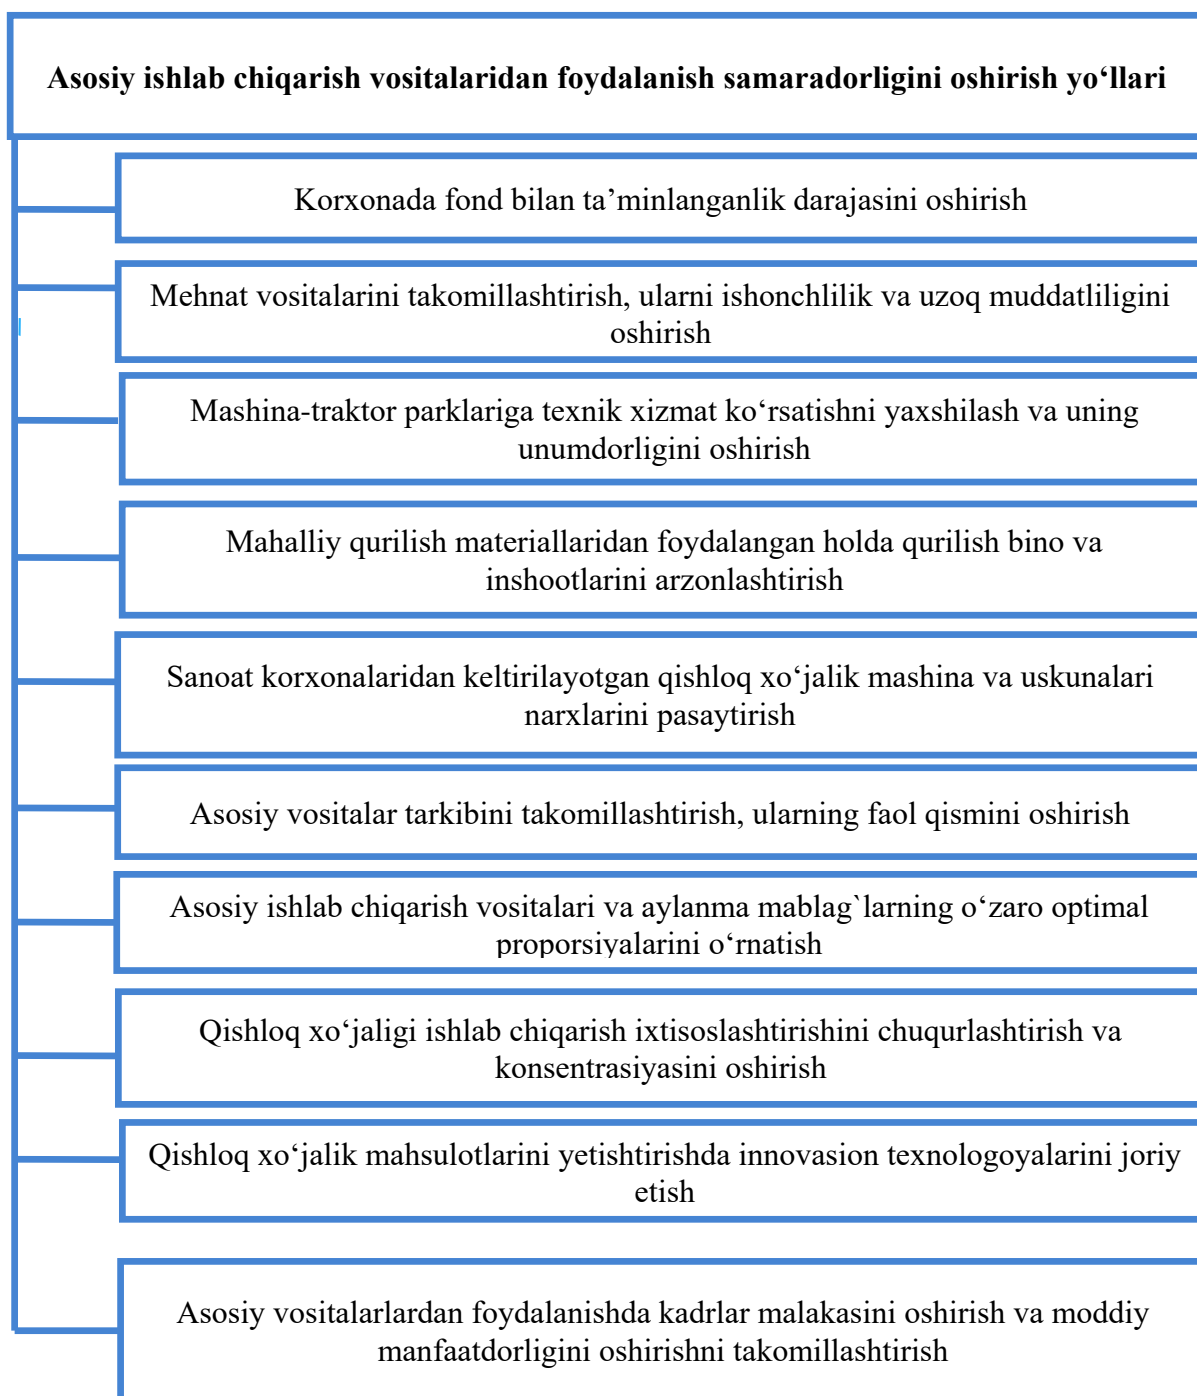 Asosiy ishlab chiqarish vositalaridan foydalanish samaradorligini oshirish yo‘llari
Korxonada fond bilan ta’minlanganlik darajasini oshirish
Mehnat vositalarini takomillashtirish, ularni ishonchlilik va uzoq muddatliligini
oshirish
Mashina-traktor parklariga texnik xizmat ko‘rsatishni yaxshilash va uning
unumdorligini oshirish
Mahalliy qurilish materiallaridan foydalangan holda qurilish bino va
inshootlarini arzonlashtirish
Sanoat korxonalaridan keltirilayotgan qishloq xo‘jalik mashina va uskunalari
narxlarini pasaytirish
Asosiy vositalar tarkibini takomillashtirish, ularning faol qismini oshirish
Asosiy ishlab chiqarish vositalari va aylanma mablag`larning o‘zaro optimal
proporsiyalarini o‘rnatish
Qishloq xo‘jaligi ishlab chiqarish ixtisoslashtirishini chuqurlashtirish va
konsentrasiyasini oshirish
Qishloq xo‘jalik mahsulotlarini yetishtirishda innovasion texnologoyalarini joriy
etish
Asosiy vositalarlardan foydalanishda kadrlar malakasini oshirish va moddiy
manfaatdorligini oshirishni takomillashtirish